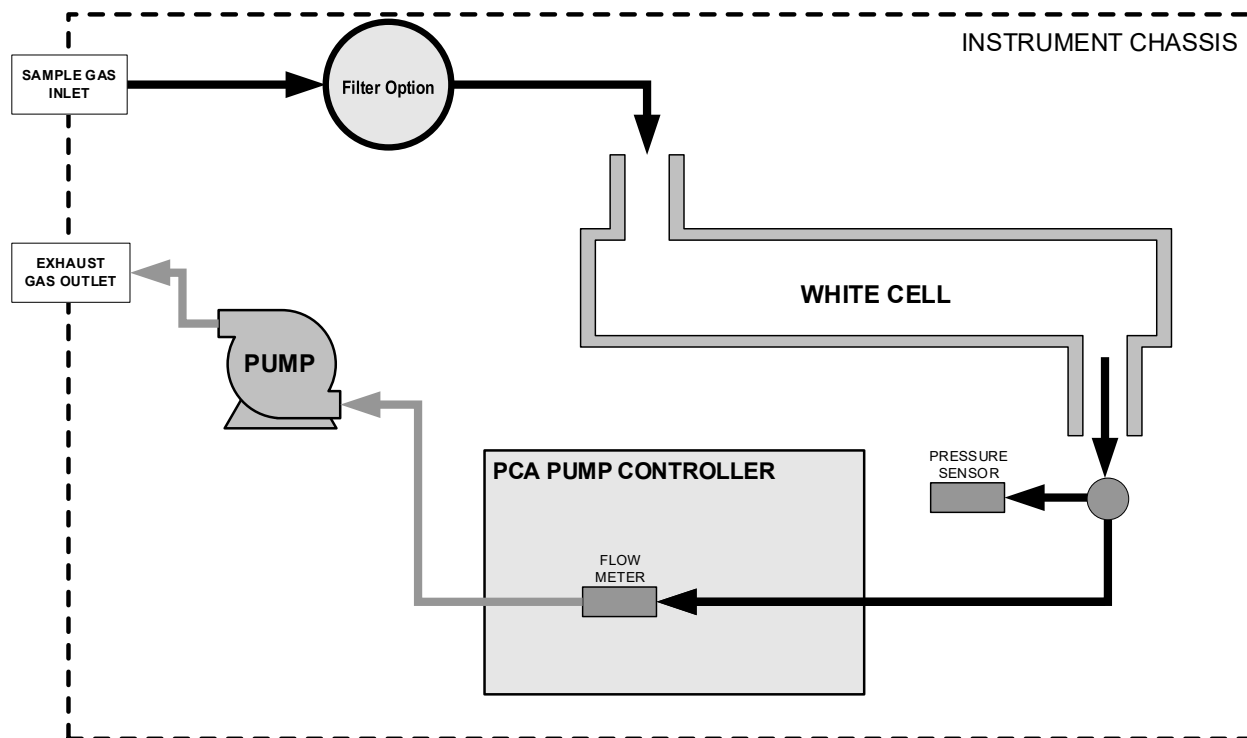 INSTRUMENT CHASSIS
SAMPLE GAS
INLET
Filter Option
EXHAUST
GAS OUTLET
WHITE CELL
PUMP
PRESSURE
SENSOR
PCA PUMP CONTROLLER
FLOW
METER